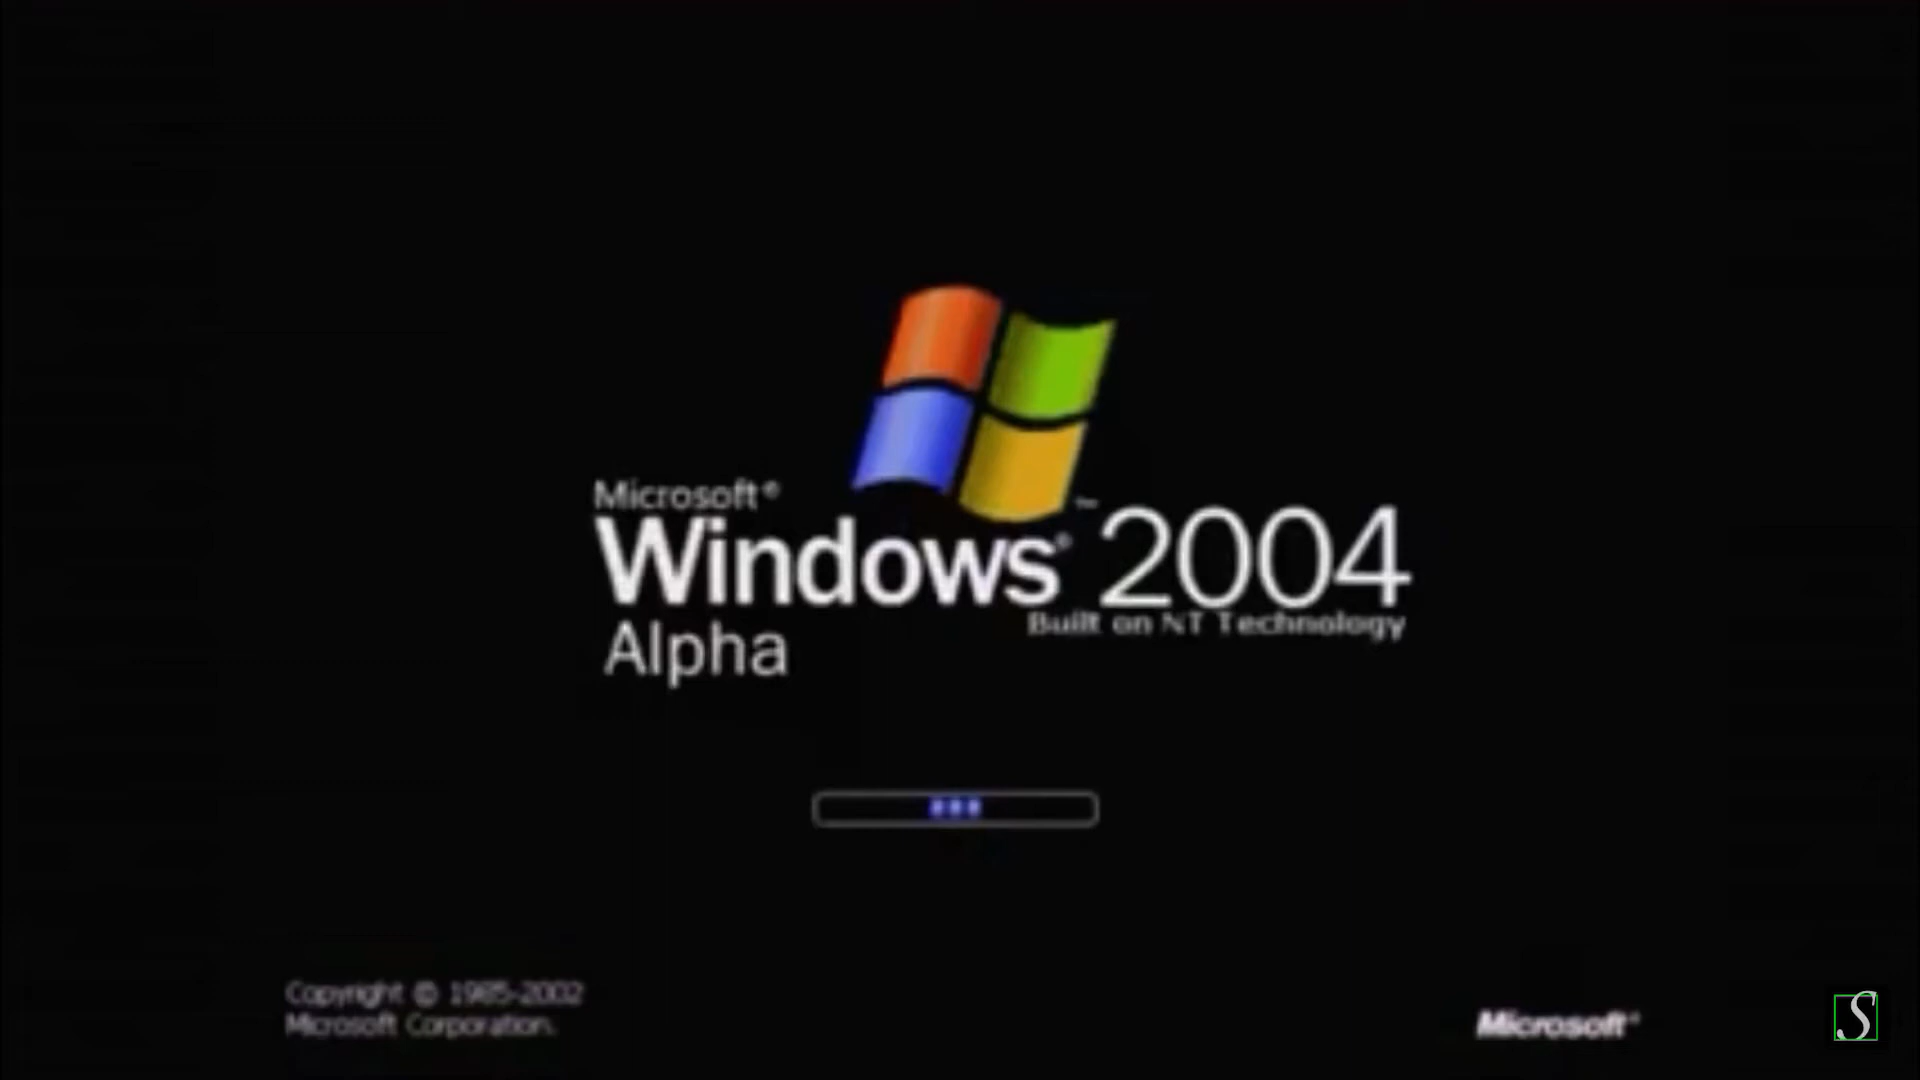 Microsoft®
Windows® 2004
Built on NT Technology
Alpha
Copyright © 1985-2002
Microsoft Corporation.
Microsoft®
S